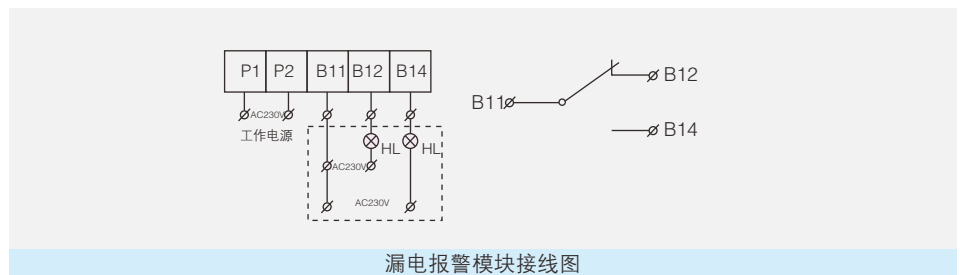 P1 P2 B11 B12 B14
B12
B11
AC230V
工作电源
HL HL
B14
AC230V
AC230V
漏电报警模块接线图